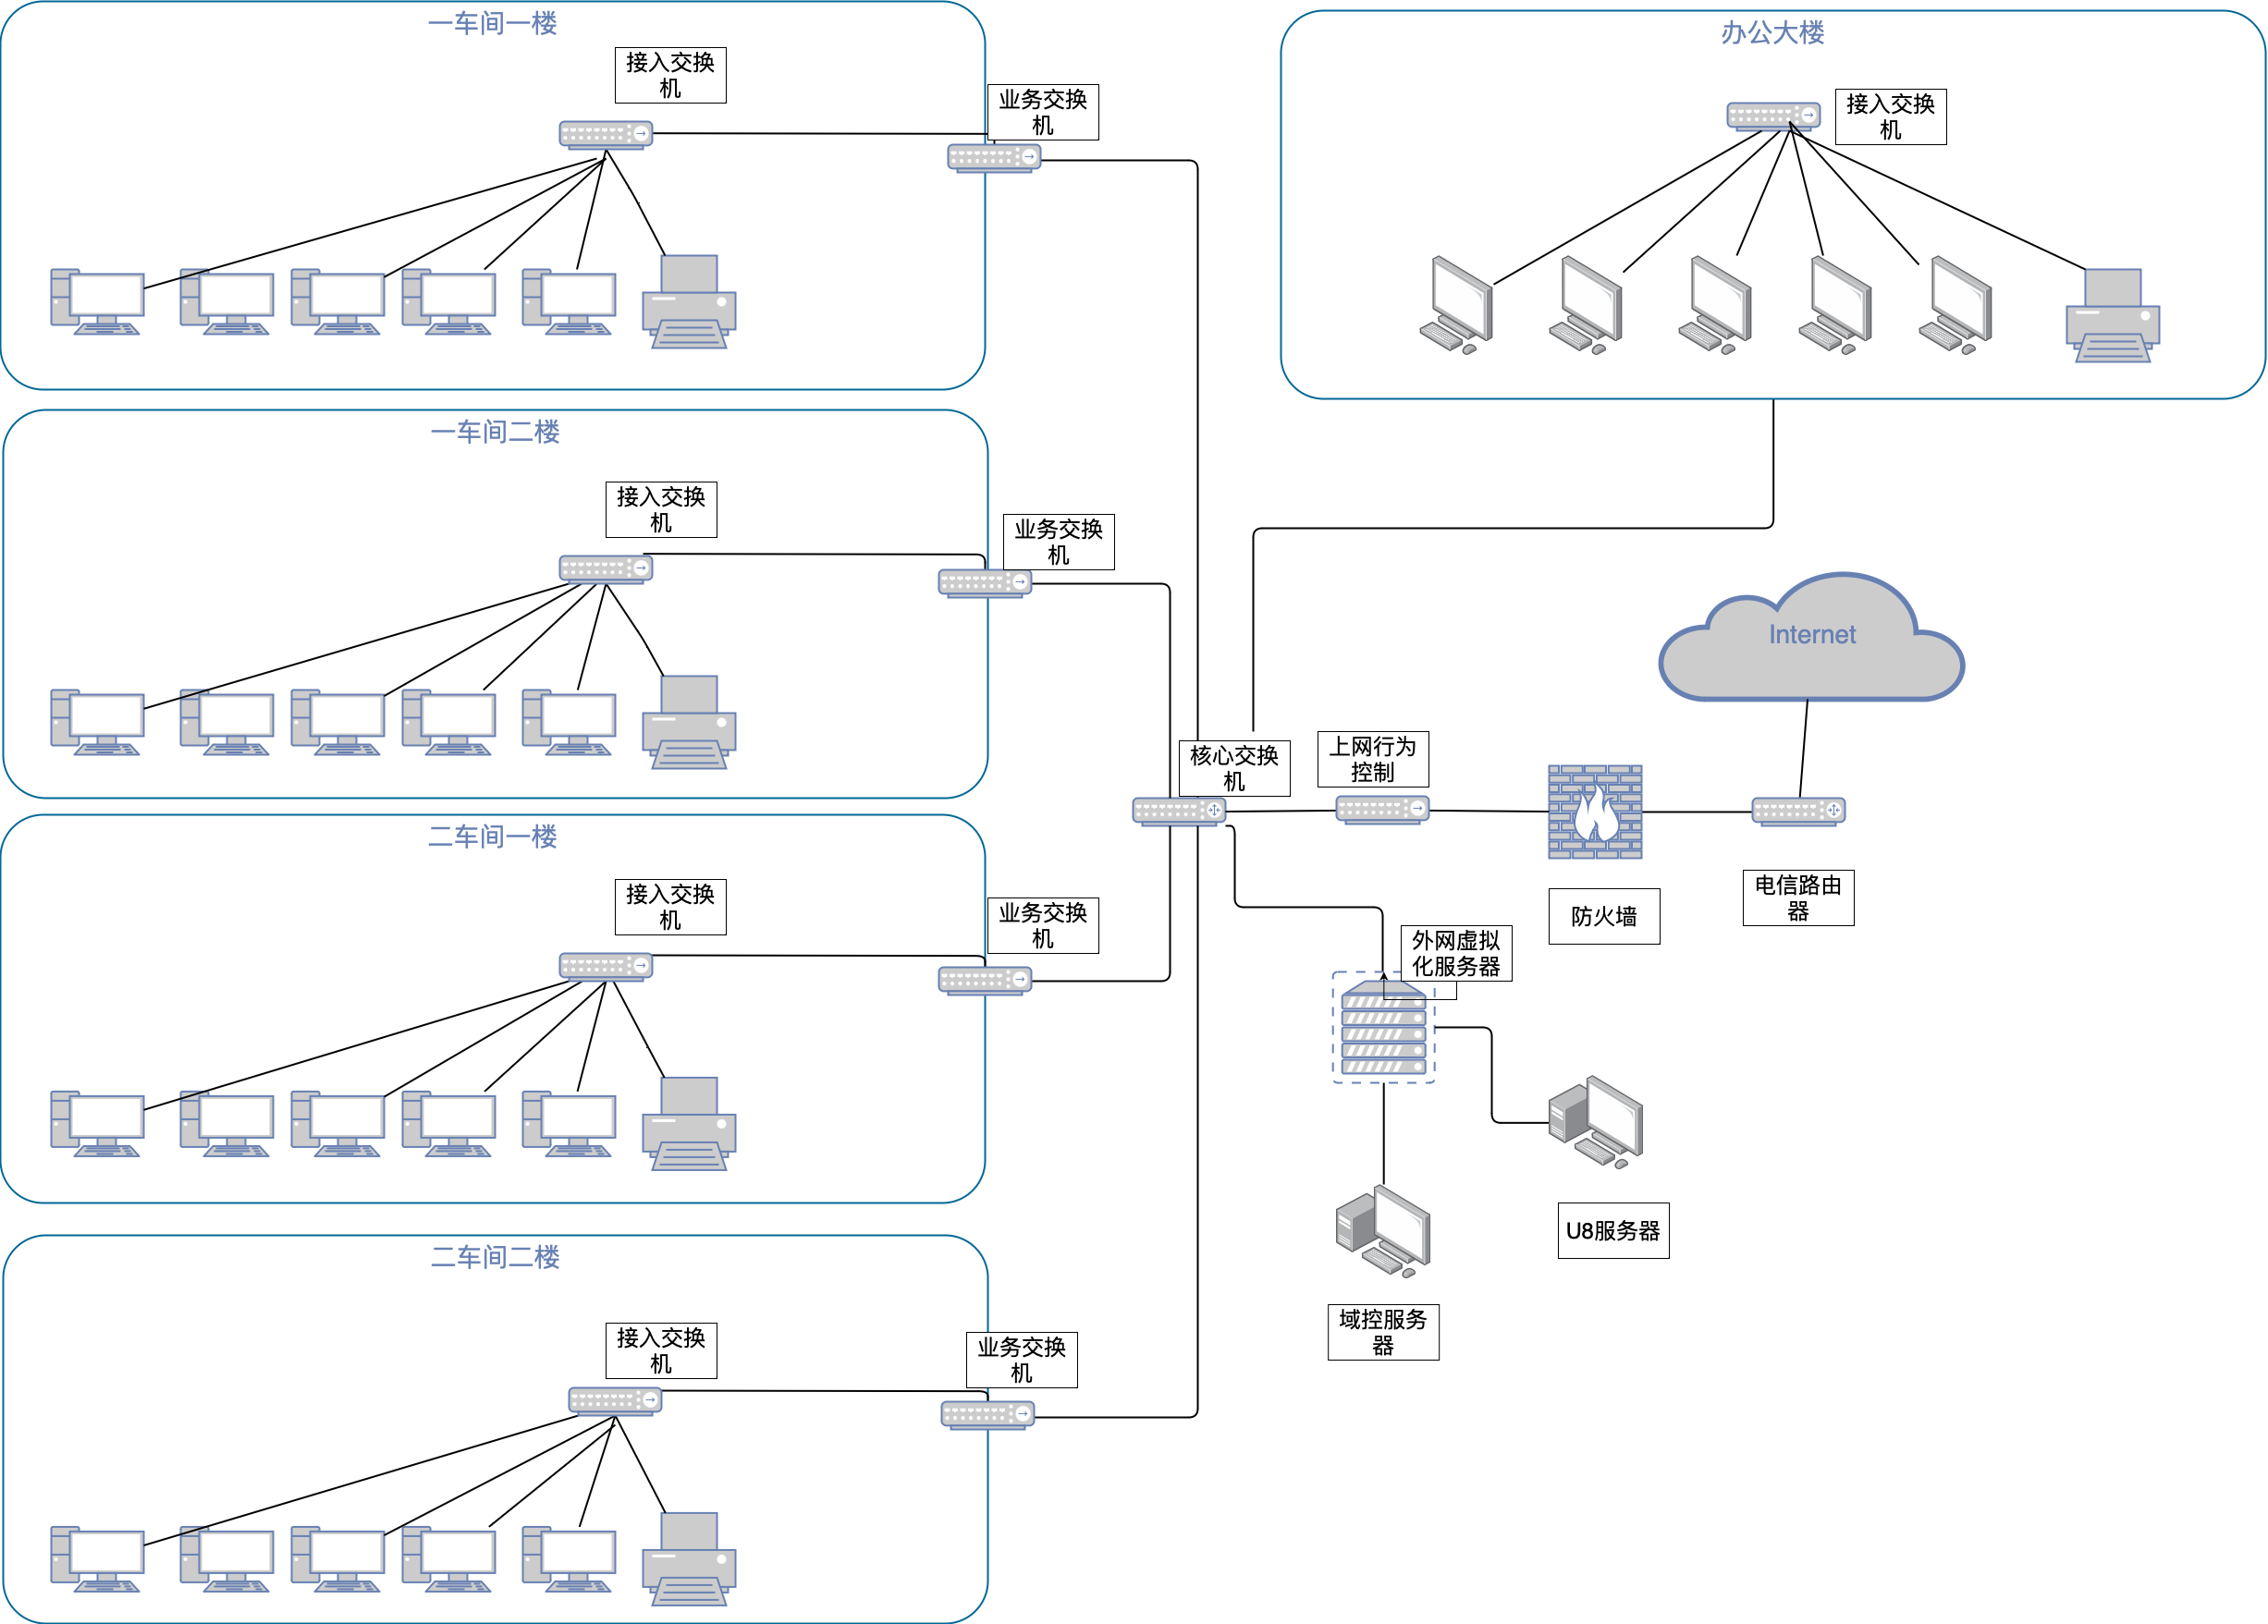 一车间一楼
接入交换
机
业务交换
机
办公大楼
接入交换
机
一车间二楼
接入交换
机
业务交换
机
Internet
核心交换
机
上网行为
控制
防火墙
电信路由
器
二车间一楼
接入交换
机
业务交换
机
外网虚拟
化服务器
U8服务器
域控服务
器
二车间二楼
接入交换
机
业务交换
机